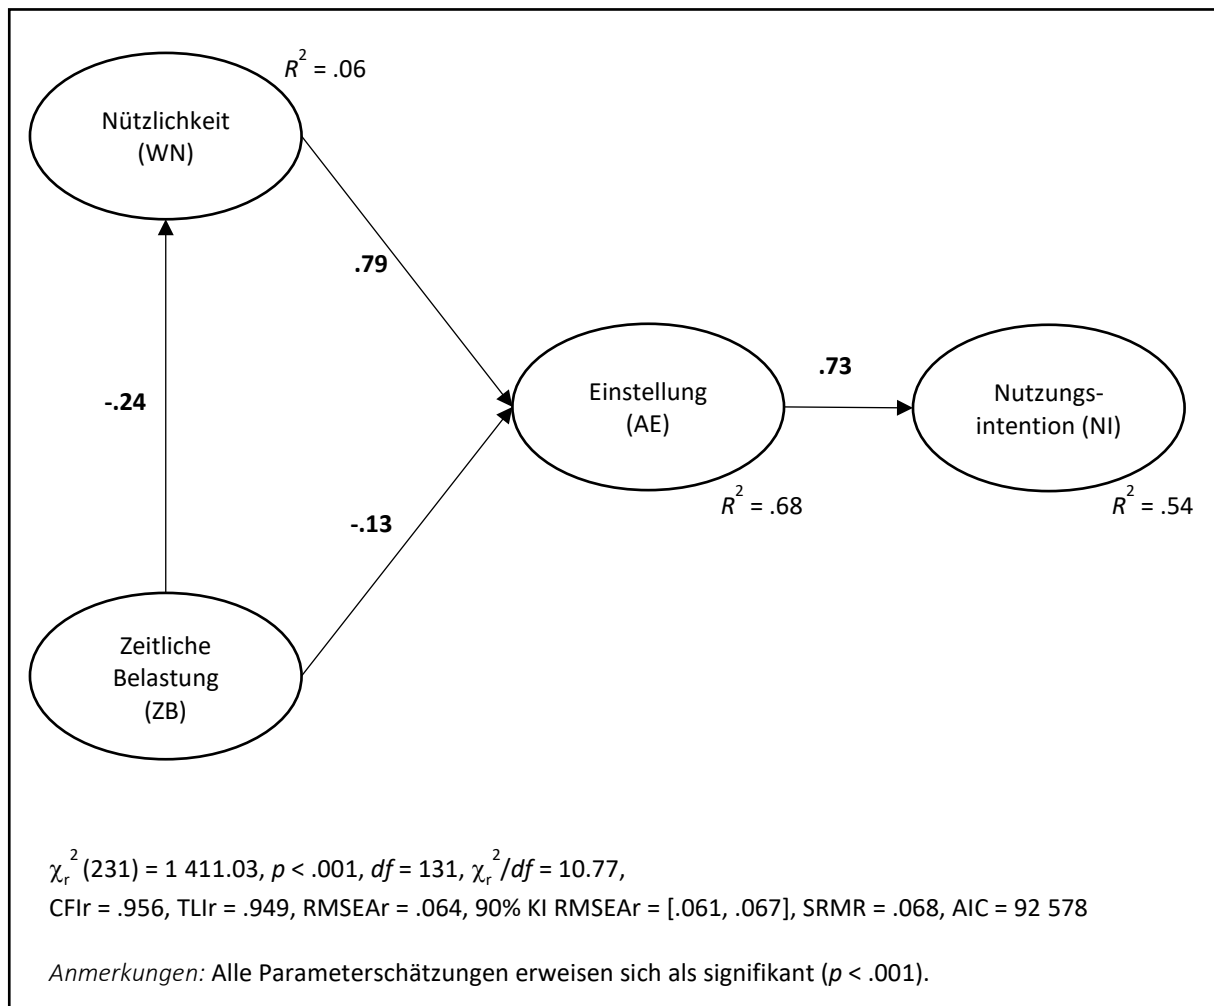 R² = .06
Nützlichkeit
(WN)
.79
-.24
Einstellung
(AE)
.73
Nutzungs-
intention (NI)
R² = .68
R² = .54
-.13
Zeitliche
Belastung
(ZB)
χᵣ² (231) = 1 411.03, p < .001, df = 131, χᵣ²/df = 10.77,
CFIr = .956, TLIr = .949, RMSEAr = .064, 90% KI RMSEAr = [.061, .067], SRMR = .068, AIC = 92 578
Anmerkungen: Alle Parameterschätzungen erweisen sich als signifikant (p < .001).